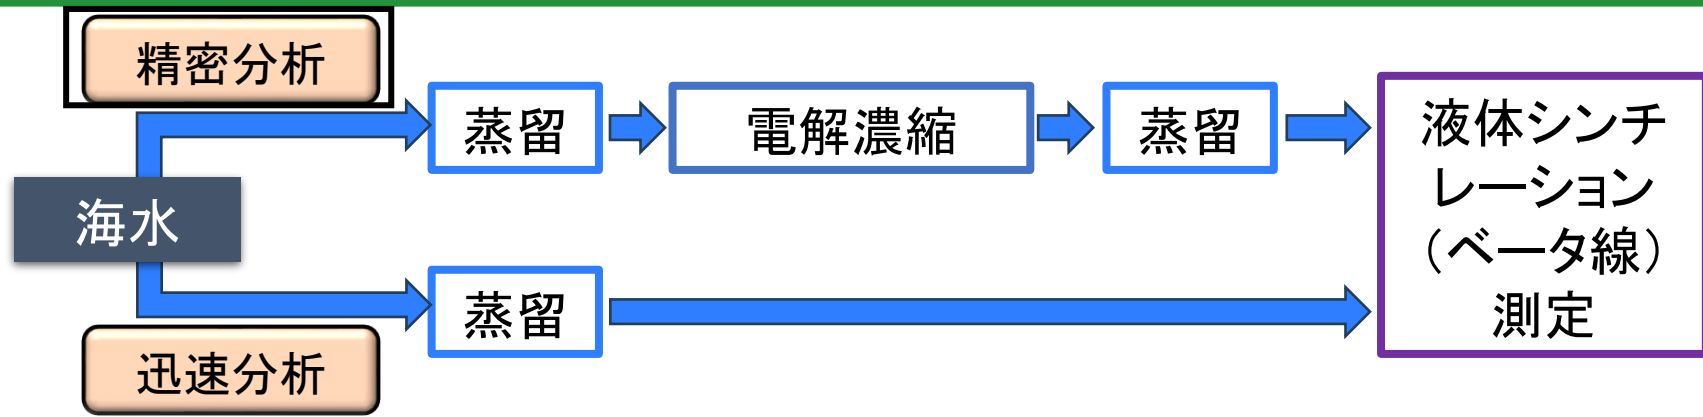 精密分析
蒸留
電解濃縮
蒸留
液体シンチ
レーション
（ベータ線）
測定
海水
蒸留
迅速分析